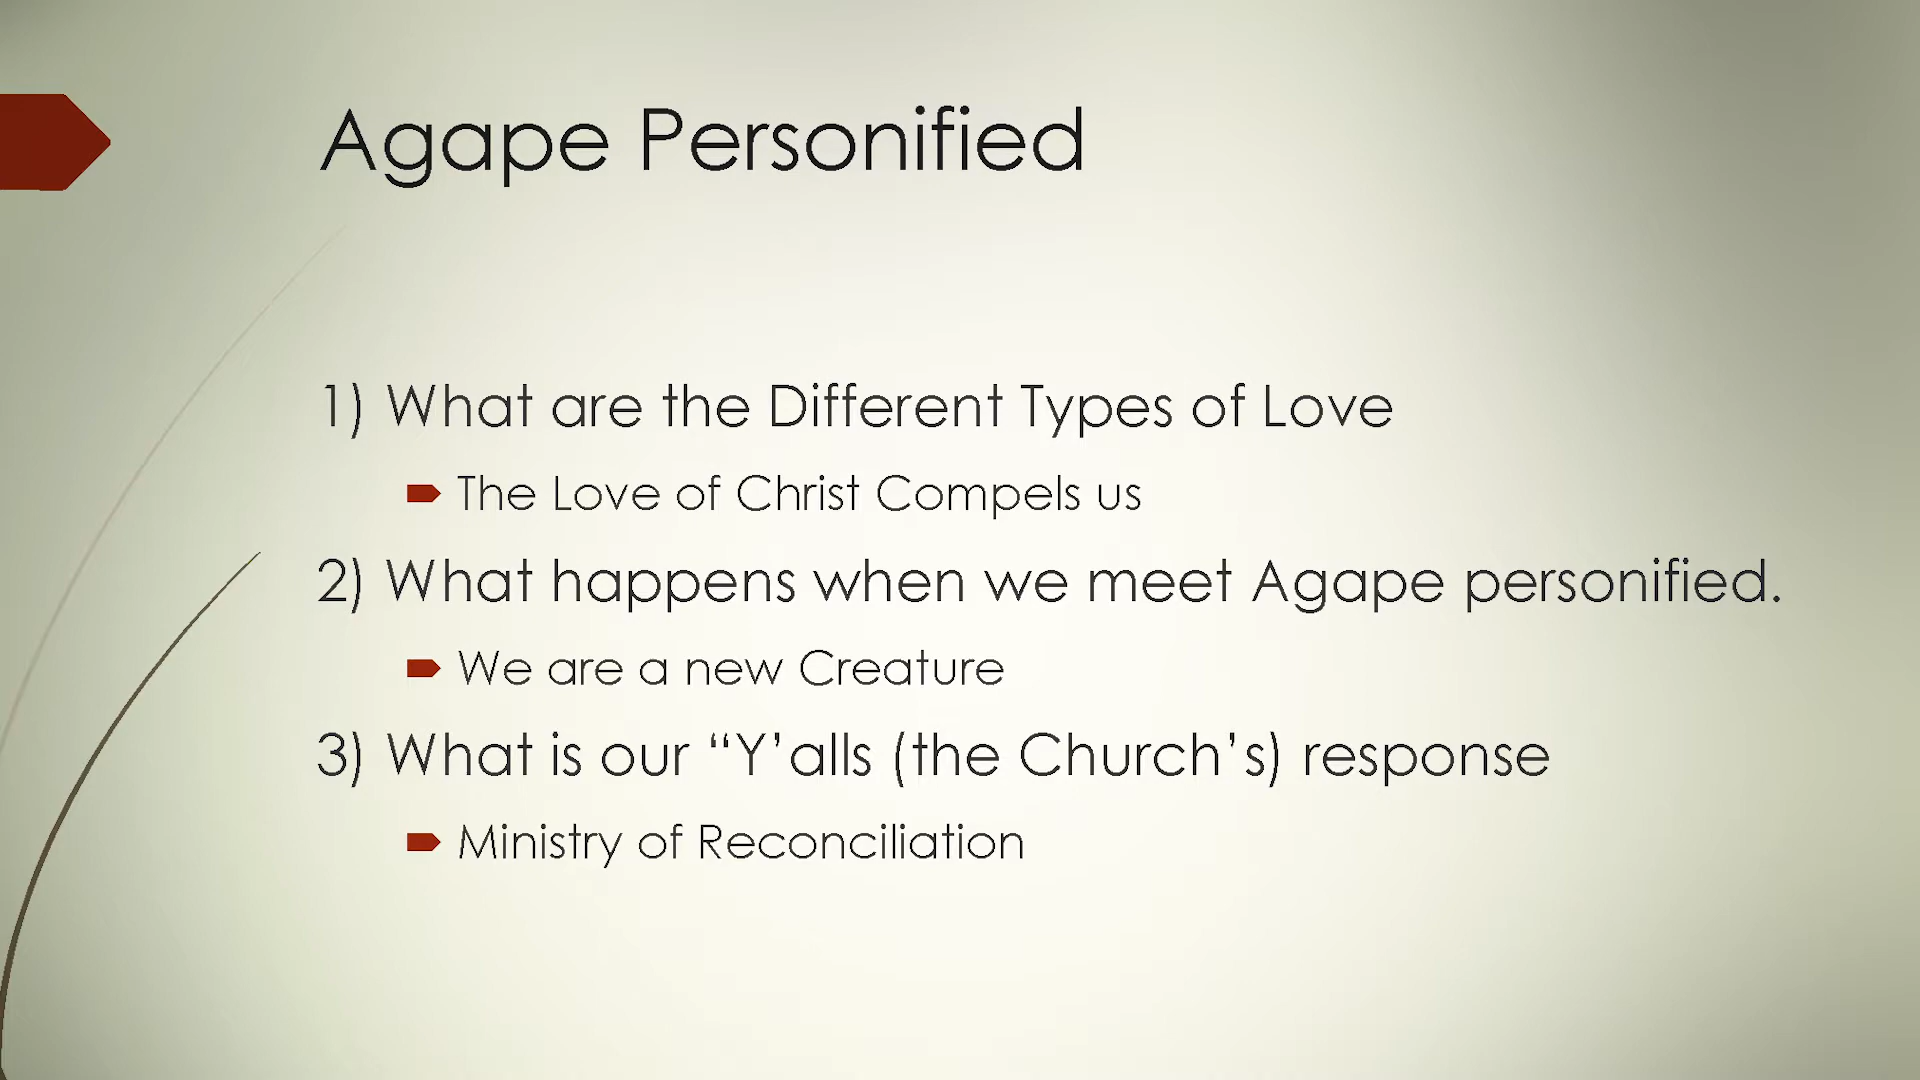 Agape Personified
1) What are the Different Types of Love
The Love of Christ Compels us
2) What happens when we meet Agape personified.
We are a new Creature
3) What is our “Y’alls (the Church’s) response
Ministry of Reconciliation